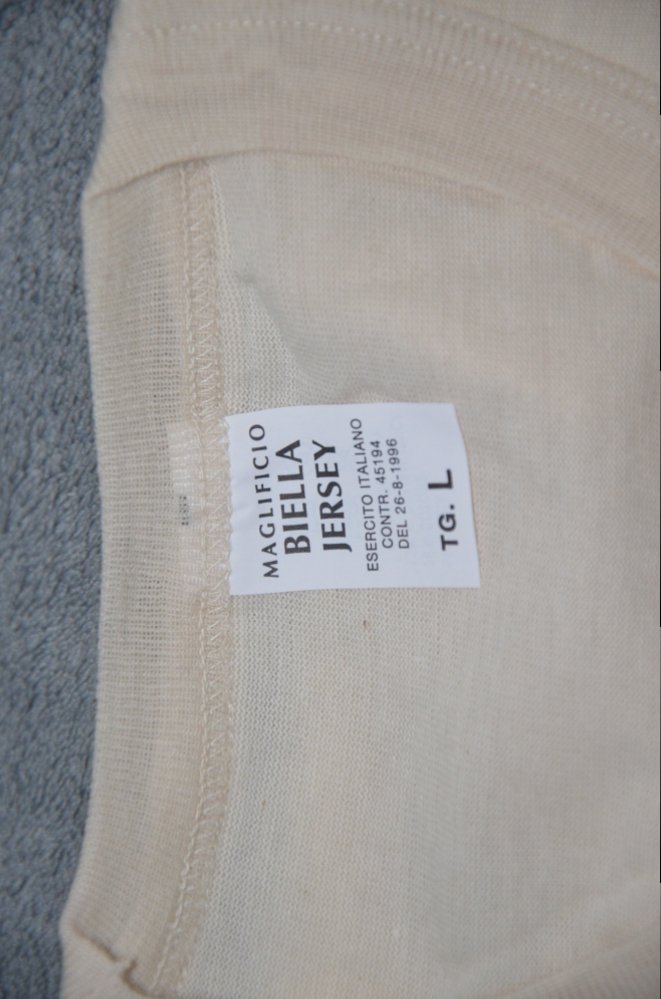 MAGLIFICIO
BIELLA
JERSEY
ESERCITO ITALIANO
CONTR. 45194
DEL 26-8-1996
TG. L